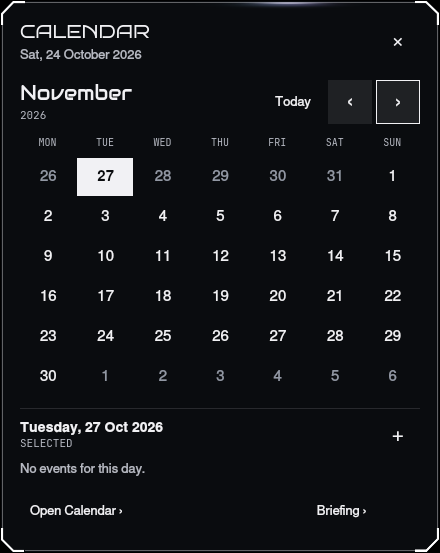 CALENDAR
Sat, 24 October 2026
×
November
2026
Today ‹ ›
MON TUE WED THU FRI SAT SUN
26 27 28 29 30 31 1
2 3 4 5 6 7 8
9 10 11 12 13 14 15
16 17 18 19 20 21 22
23 24 25 26 27 28 29
30 1 2 3 4 5 6
Tuesday, 27 Oct 2026
SELECTED
+
No events for this day.
Open Calendar › Briefing ›